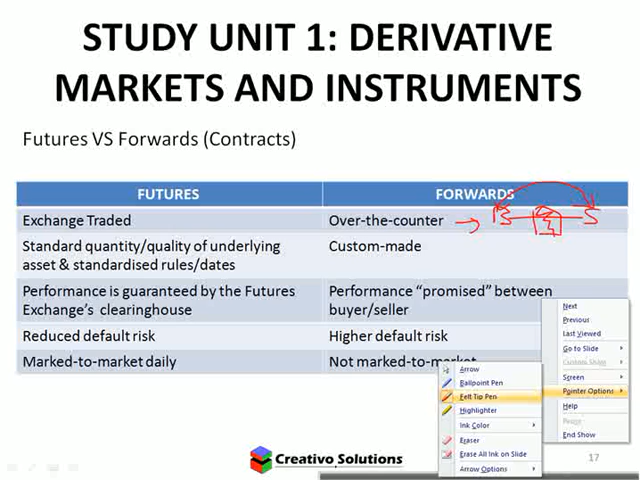 STUDY UNIT 1: DERIVATIVE
MARKETS AND INSTRUMENTS
Futures VS Forwards (Contracts)
FUTURES FORWARDS
Exchange Traded Over-the-counter
B S
Standard quantity/quality of underlying
asset & standardised rules/dates
Custom-made
Performance is guaranteed by the Futures
Exchange's clearinghouse
Performance "promised" between
buyer/seller
Reduced default risk Higher default risk
Marked-to-market daily Not marked-to-market
Next
Previous
Last Viewed
Go to Slide
Custom Show
Screen
Pointer Options
Help
Pause
End Show
Arrow
Ballpoint Pen
Felt Tip Pen
Highlighter
Ink Color
Eraser
Erase All Ink on Slide
Arrow Options
Creativo Solutions
17